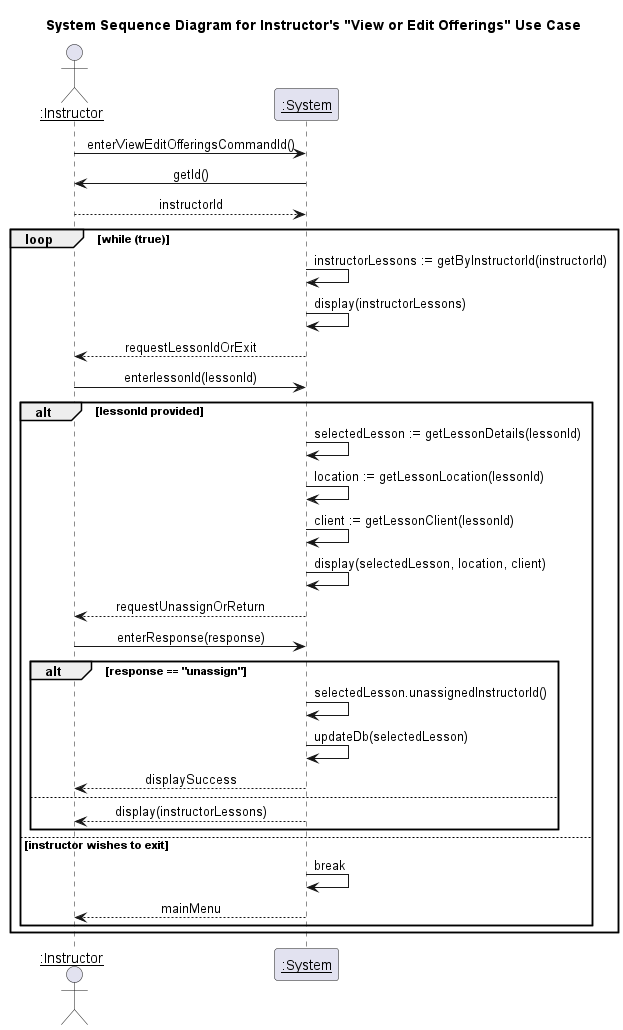 System Sequence Diagram for Instructor's "View or Edit Offerings" Use Case
:Instructor
:System
enterViewEditOfferingsCommandId()
getId()
instructorId
loop [while (true)]
instructorLessons := getByInstructorId(instructorId)
display(instructorLessons)
requestLessonIdOrExit
enterlessonId(lessonId)
alt [lessonId provided]
selectedLesson := getLessonDetails(lessonId)
location := getLessonLocation(lessonId)
client := getLessonClient(lessonId)
display(selectedLesson, location, client)
requestUnassignOrReturn
enterResponse(response)
alt [response == "unassign"]
selectedLesson.unassignedInstructorId()
updateDb(selectedLesson)
displaySuccess
display(instructorLessons)
[instructor wishes to exit]
break
mainMenu
:Instructor
:System